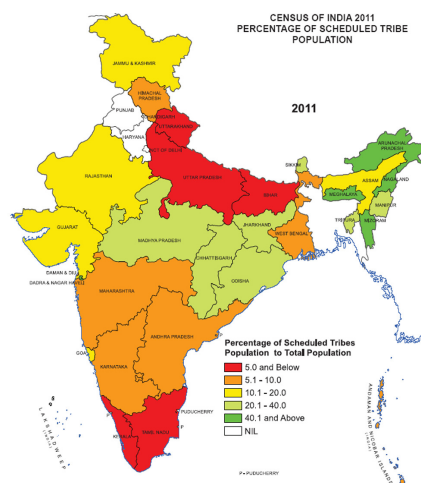 CENSUS OF INDIA 2011
PERCENTAGE OF SCHEDULED TRIBE
POPULATION
2011
JAMMU & KASHMIR
HIMACHAL
PRADESH
PUNJAB
CHANDIGARH
UTTARAKHAND
HARYANA
NCT OF DELHI
RAJASTHAN
UTTAR PRADESH
BIHAR
SIKKIM
ARUNACHAL
PRADESH
ASSAM
NAGALAND
MEGHALAYA
MANIPUR
TRIPURA
MIZORAM
GUJARAT
MADHYA PRADESH
JHARKHAND
WEST BENGAL
CHHATTISGARH
ODISHA
DAMAN & DIU
DADRA & NAGAR HAVELI
MAHARASHTRA
ANDHRA PRADESH
GOA
KARNATAKA
KERALA
TAMIL NADU
PUDUCHERRY
P
LAKSHADWEEP
(INDIA)
ANDAMAN AND NICOBAR ISLANDS
(INDIA)
Percentage of Scheduled Tribes
Population to Total Population
5.0 and Below
5.1 - 10.0
10.1 - 20.0
20.1 - 40.0
40.1 and Above
NIL
P = PUDUCHERRY